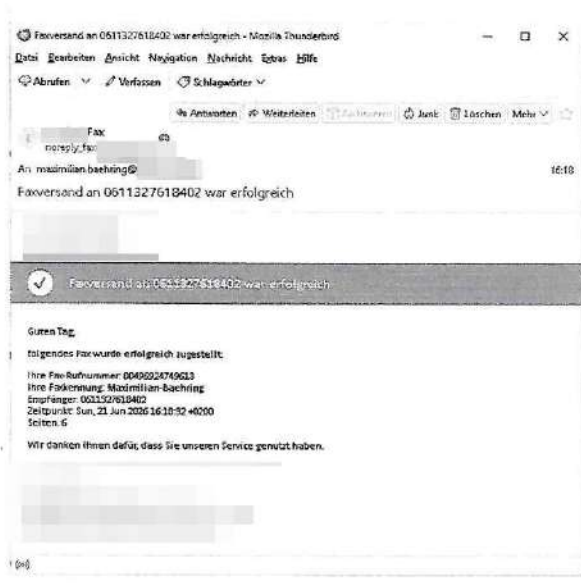 Faxversand an 0611327618402 war erfolgreich - Mozilla Thunderbird
Datei Bearbeiten Ansicht Navigation Nachricht Extras Hilfe
Abrufen Verfassen Schlagwörter
Antworten Weiterleiten Archivieren Junk Löschen Mehr
Fax
noreply_fax
An maximilian.baehring@ 16:18
Faxversand an 0611327618402 war erfolgreich
Faxversand an 0611327618402 war erfolgreich
Guten Tag,
folgendes Fax wurde erfolgreich zugestellt:
Ihre Fax-Rufnummer: 00496924749613
Ihre Faxkennung: Maximilian-Baehring
Empfänger: 0611327618402
Zeitpunkt: Sun, 21 Jun 2026 16:18:32 +0200
Seiten: 6
Wir danken Ihnen dafür, dass Sie unseren Service genutzt haben.